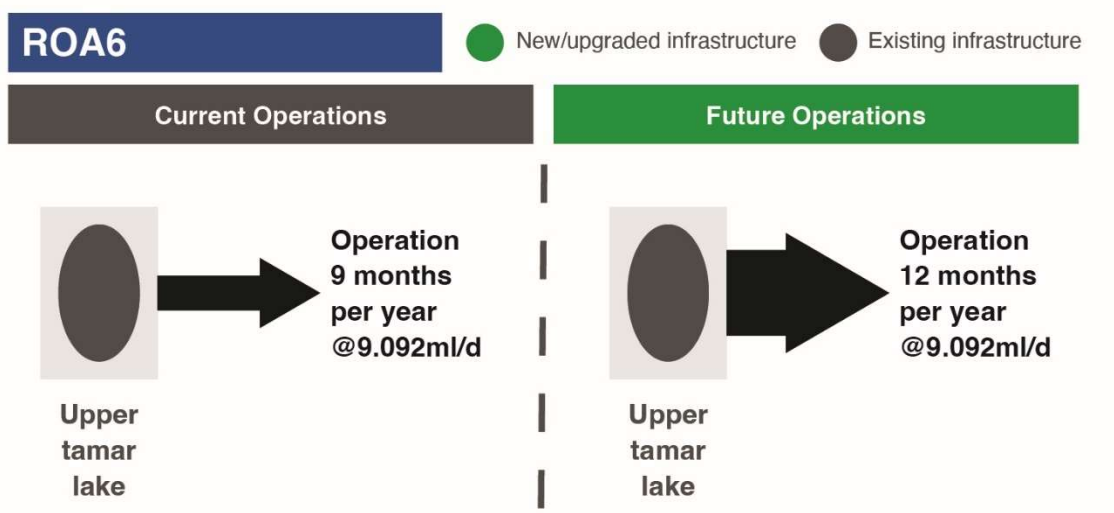 ROA6
New/upgraded infrastructure
Existing infrastructure
Current Operations
Future Operations
Operation
9 months
per year
@9.092ml/d
Upper
tamar
lake
Operation
12 months
per year
@9.092ml/d
Upper
tamar
lake